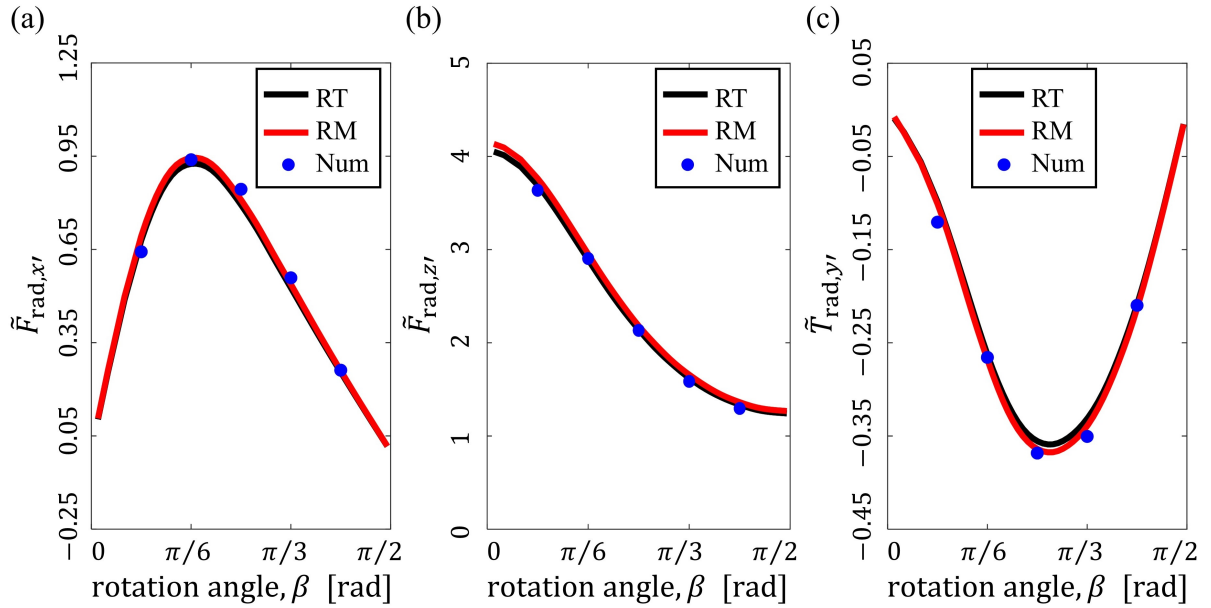 (a)
1.25
0.95
0.65
0.35
0.05
−0.25
F̃rad,x′
RT
RM
Num
0
π/6
π/3
π/2
rotation angle, β [rad]
(b)
5
4
3
2
1
0
F̃rad,z′
RT
RM
Num
0
π/6
π/3
π/2
rotation angle, β [rad]
(c)
0.05
−0.05
−0.15
−0.25
−0.35
−0.45
T̃rad,y′
RT
RM
Num
0
π/6
π/3
π/2
rotation angle, β [rad]